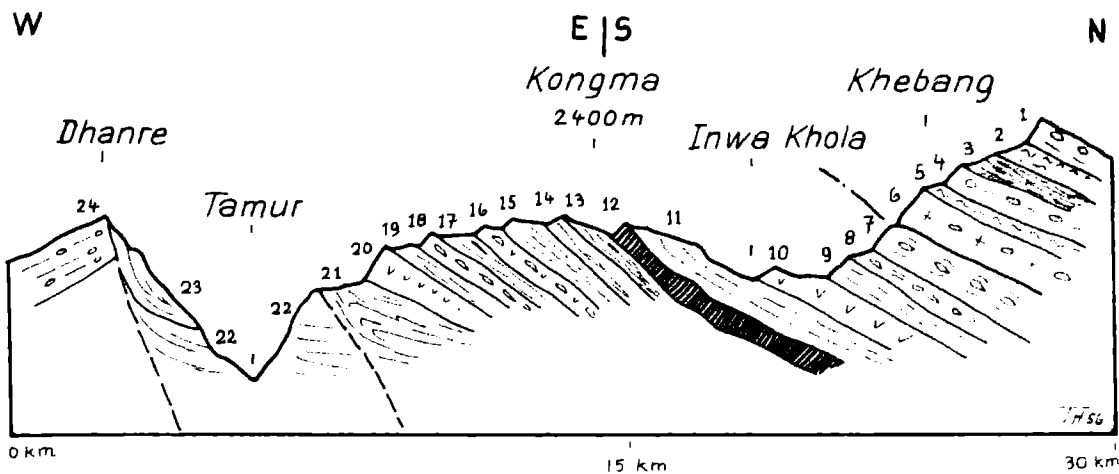 W E | S N
Kongma
2400m
Khebang
Dhanre
Inwa Khola
Tamur
24 23 22 22 21 20 19 18 17 16 15 14 13 12 11 10 9 8 7 6 5 4 3 2 1
0 km 15 km 30 km